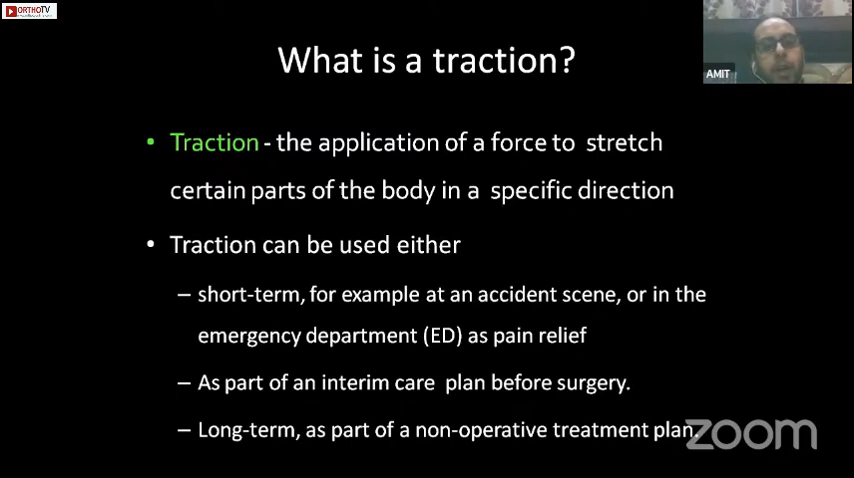 ORTHOTV
What is a traction?
AMIT
• Traction - the application of a force to stretch
certain parts of the body in a specific direction
• Traction can be used either
– short-term, for example at an accident scene, or in the
emergency department (ED) as pain relief
– As part of an interim care plan before surgery.
– Long-term, as part of a non-operative treatment plan.
zoom